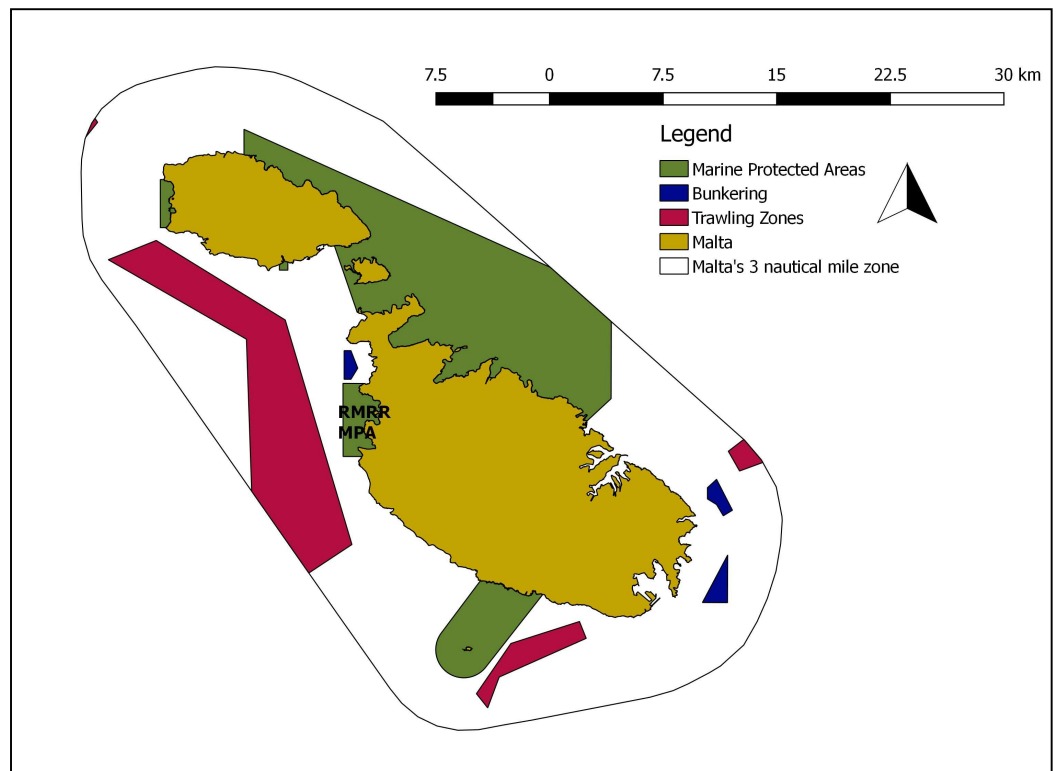 7.5 0 7.5 15 22.5 30 km
Legend
Marine Protected Areas
Bunkering
Trawling Zones
Malta
Malta's 3 nautical mile zone
RMRR
MPA